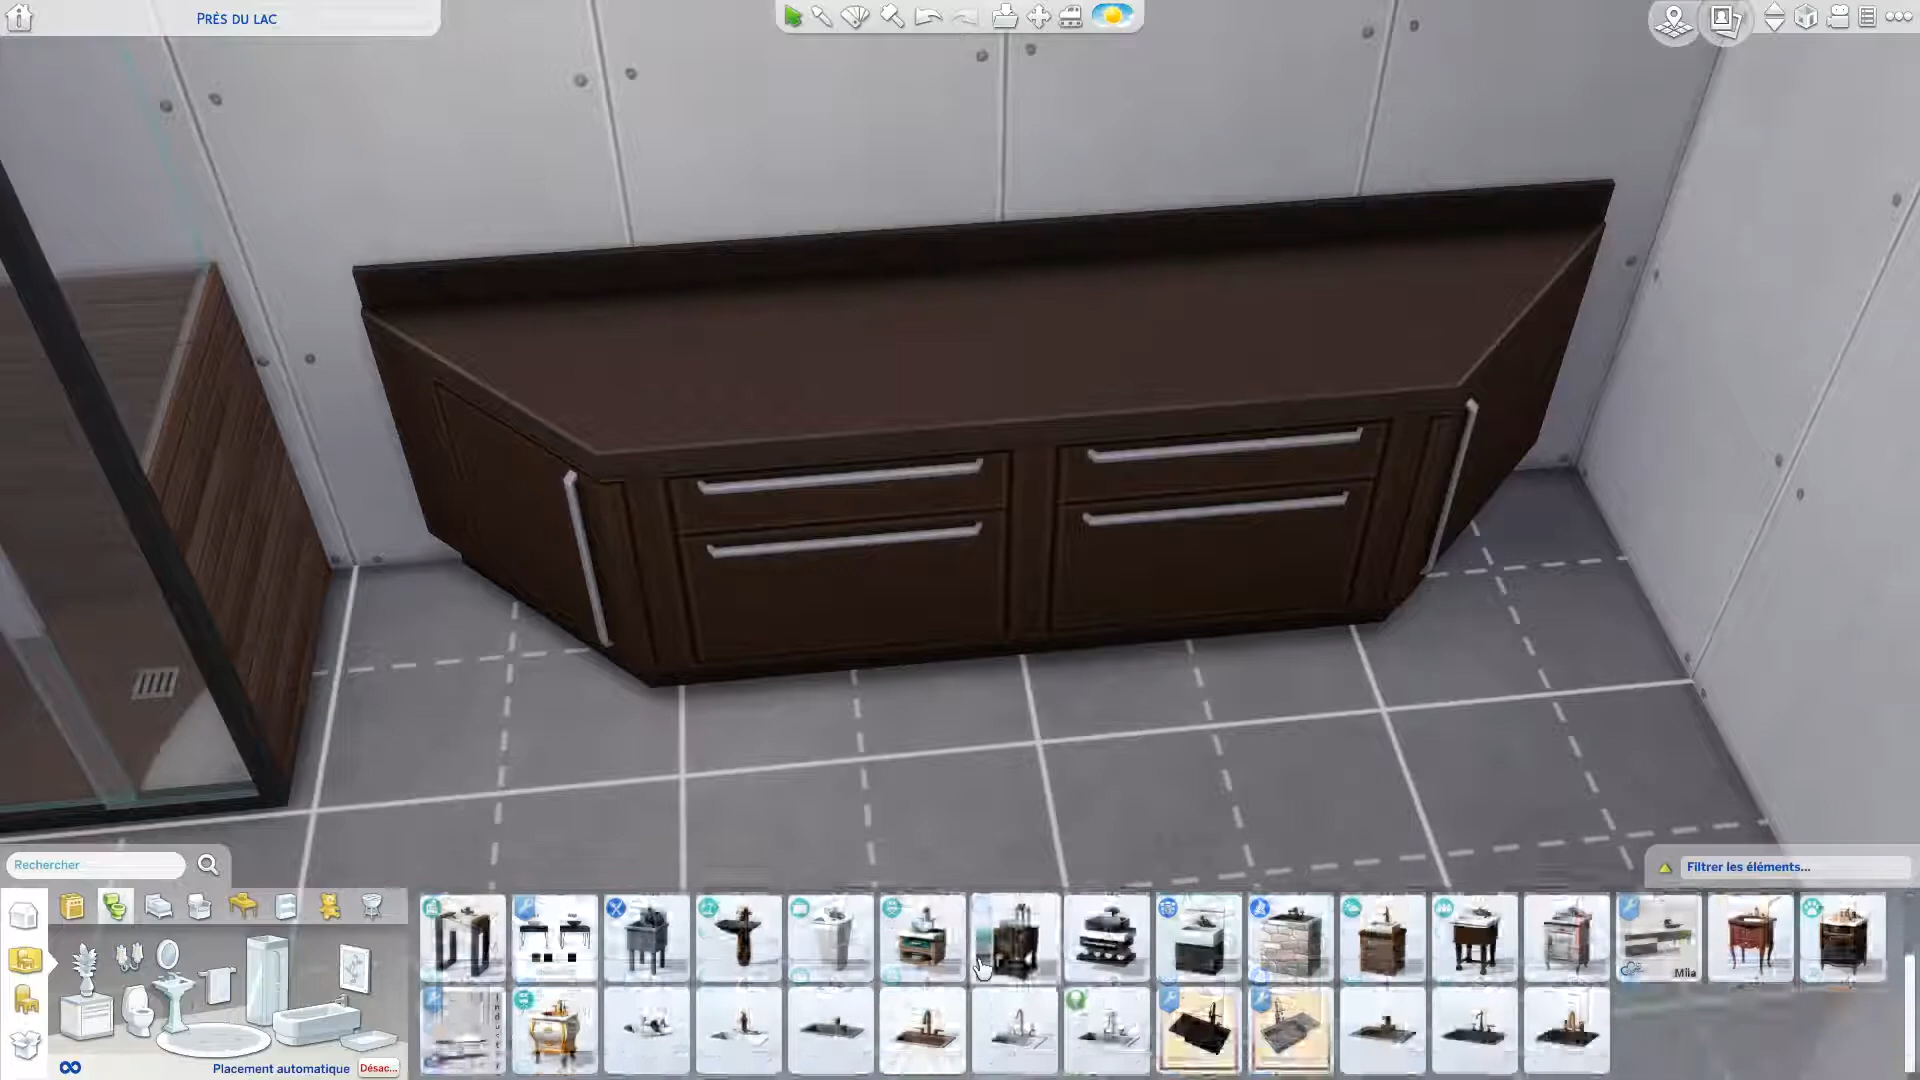 PRÈS DU LAC
Rechercher
Filtrer les éléments...
Mila
Placement automatique
Désac...